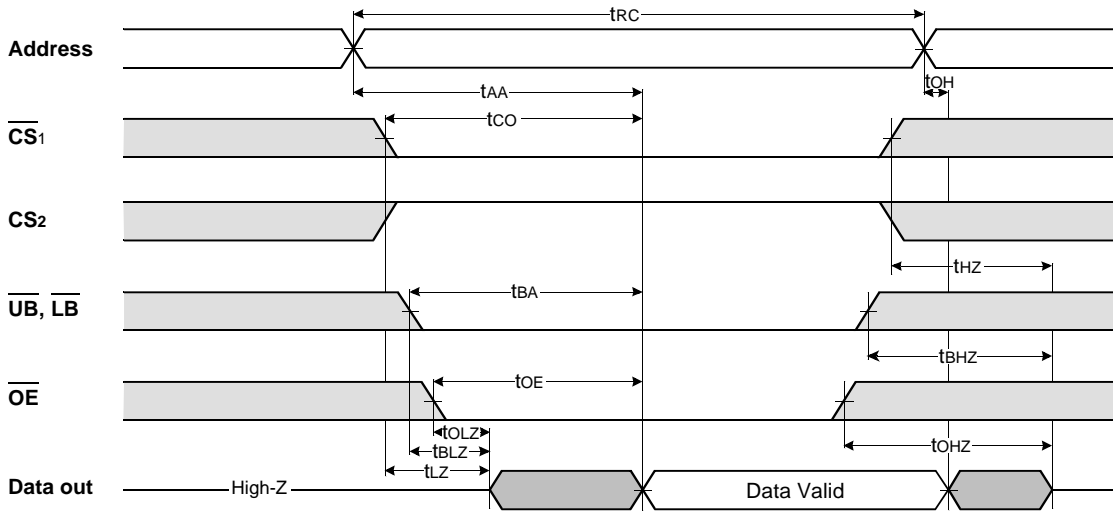 tRC
Address
tOH
tAA
tCO
CS1
CS2
tHZ
tBA
UB, LB
tBHZ
tOE
OE
tOLZ
tBLZ
tOHZ
tLZ
Data out
High-Z
Data Valid